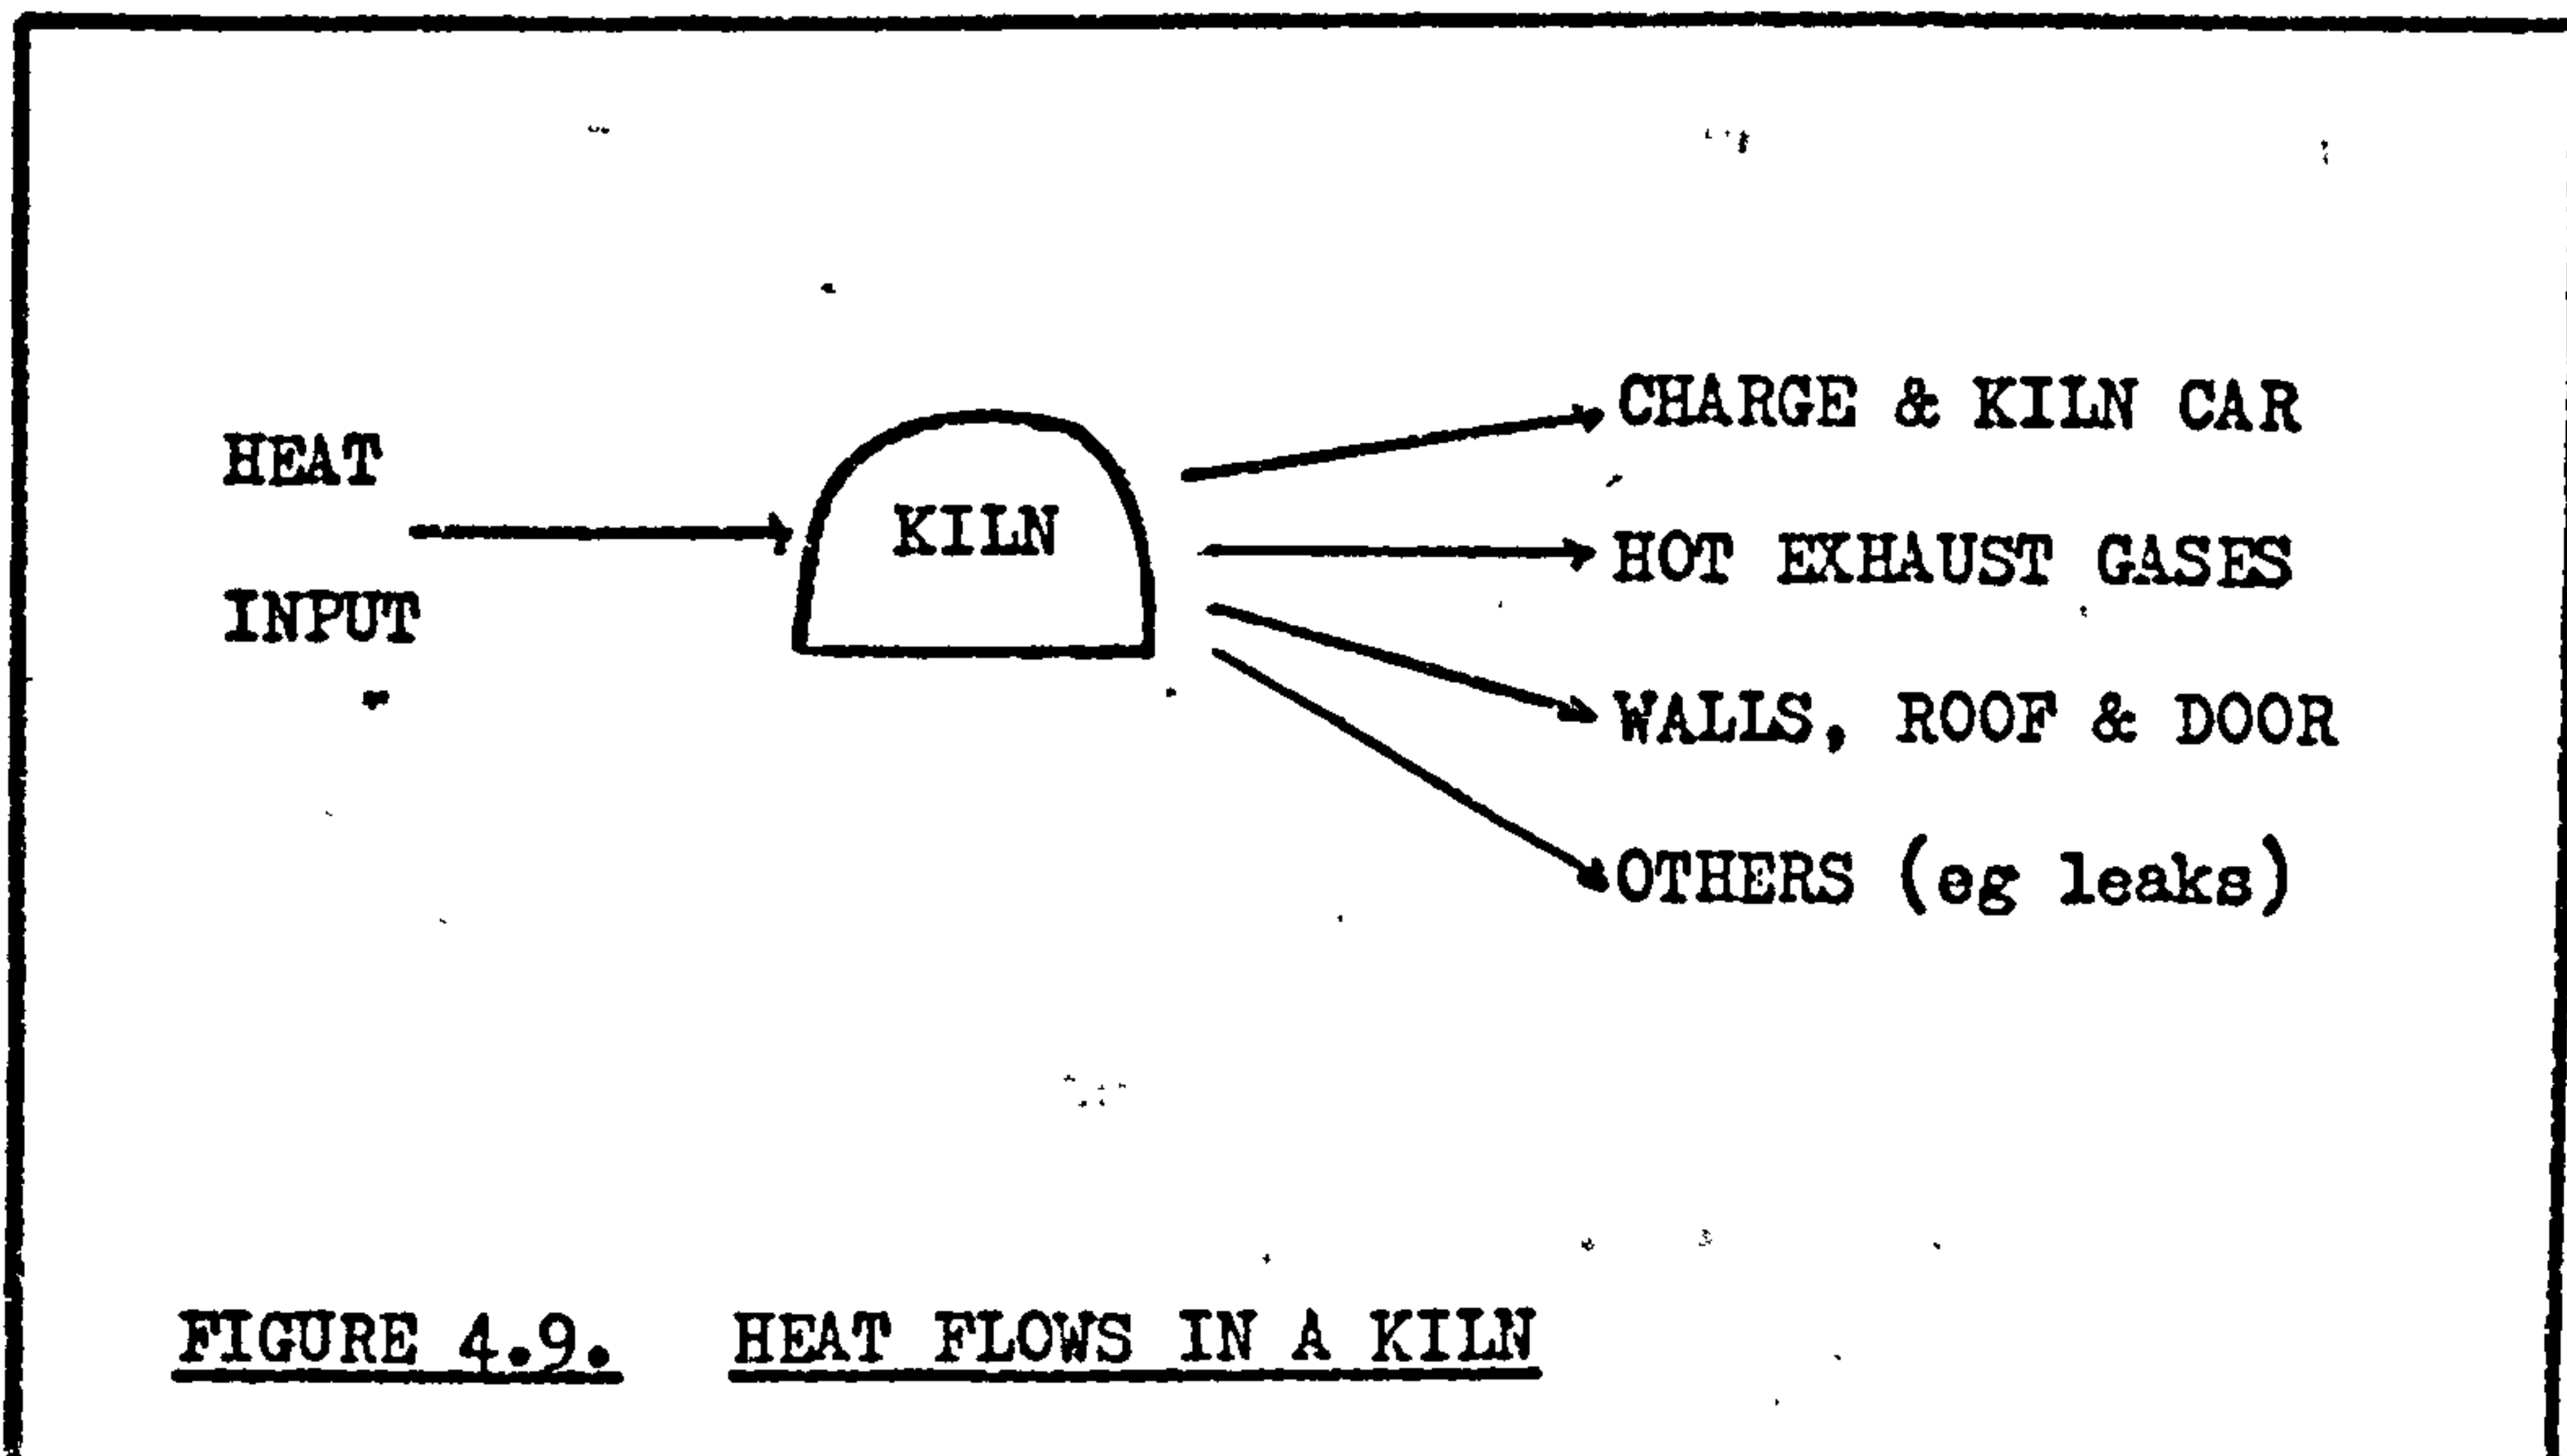 HEAT
INPUT
KILN
CHARGE & KILN CAR
HOT EXHAUST GASES
WALLS, ROOF & DOOR
OTHERS (eg leaks)
FIGURE 4.9. HEAT FLOWS IN A KILN